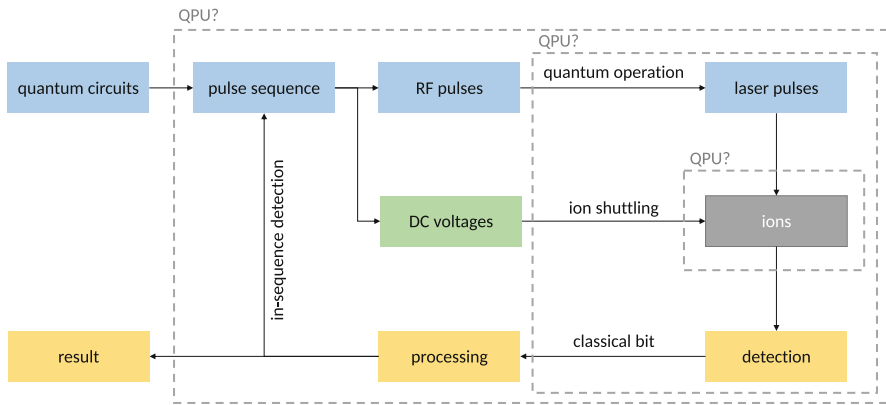 QPU?
QPU?
quantum circuits
pulse sequence
RF pulses
quantum operation
laser pulses
QPU?
in-sequence detection
DC voltages
ion shuttling
ions
result
processing
classical bit
detection